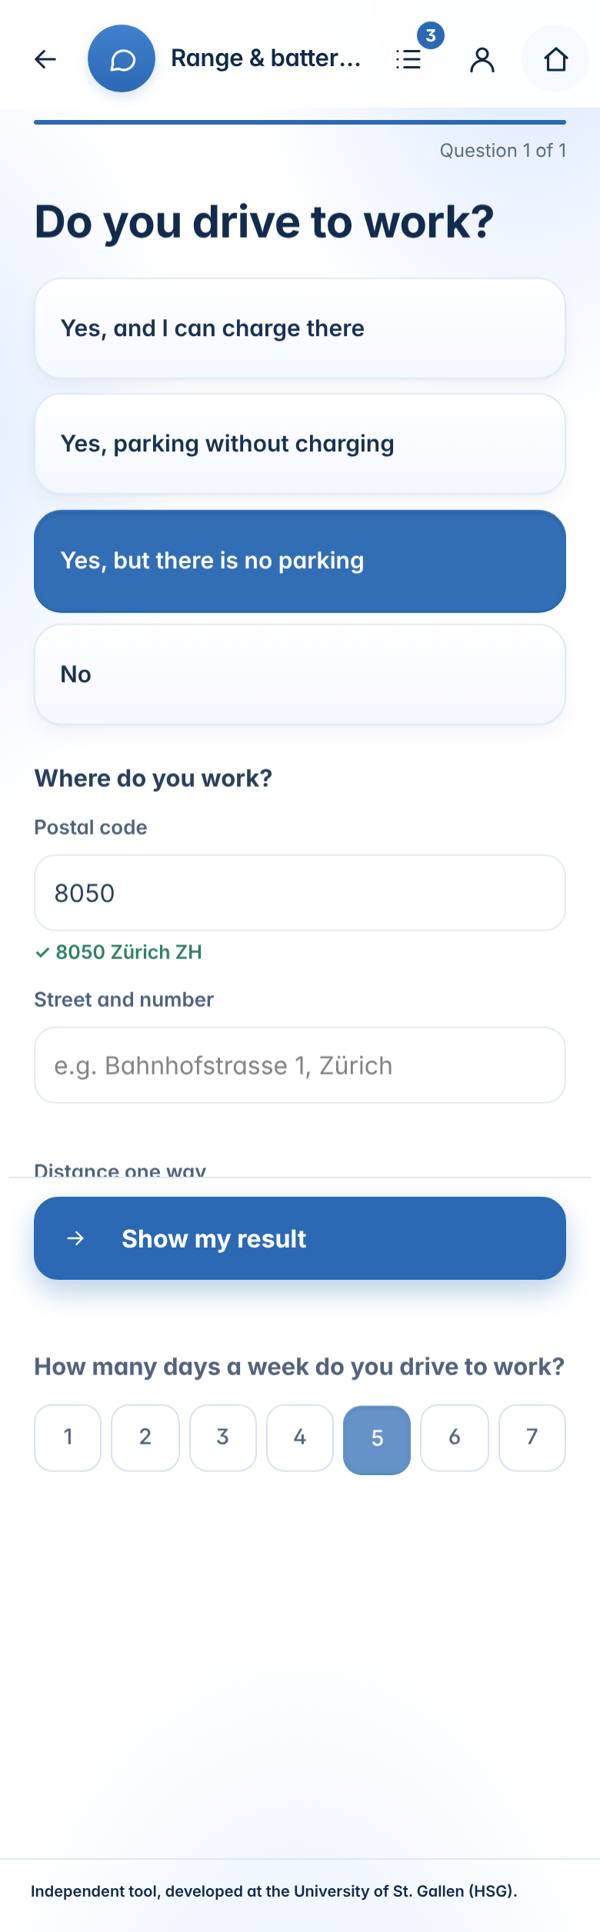 Range & batter...
3
Question 1 of 1
Do you drive to work?
Yes, and I can charge there
Yes, parking without charging
Yes, but there is no parking
No
Where do you work?
Postal code
8050
✓ 8050 Zürich ZH
Street and number
e.g. Bahnhofstrasse 1, Zürich
Distance one way
→ Show my result
How many days a week do you drive to work?
1 2 3 4 5 6 7
Independent tool, developed at the University of St. Gallen (HSG).